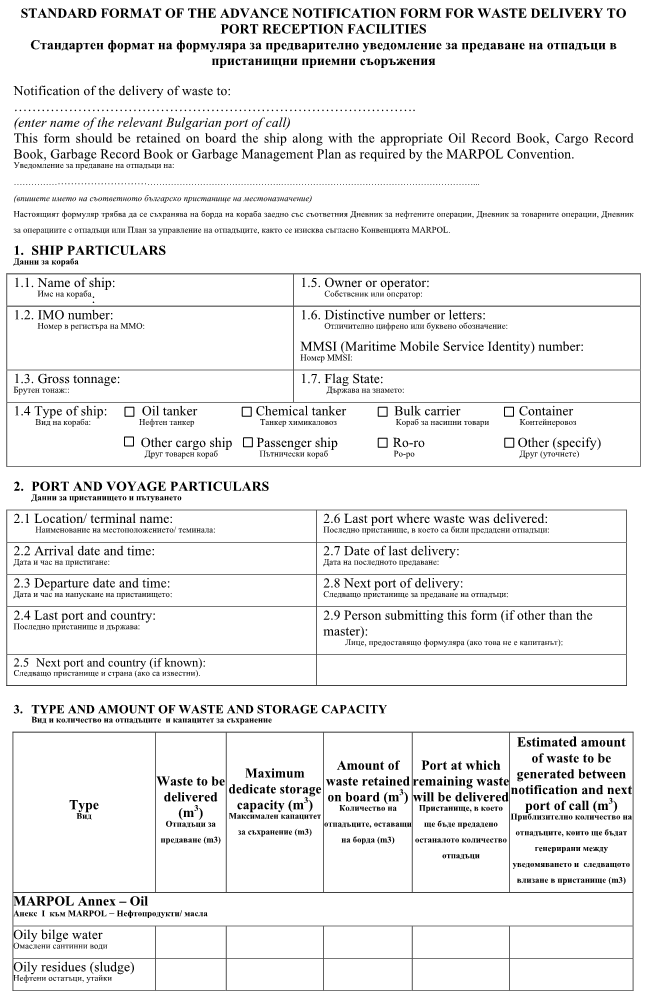 STANDARD FORMAT OF THE ADVANCE NOTIFICATION FORM FOR WASTE DELIVERY TO
PORT RECEPTION FACILITIES
Стандартен формат на формуляра за предварително уведомление за предаване на отпадъци в
пристанищни приемни съоръжения
Notification of the delivery of waste to:
…………………………………………………………………………….
(enter name of the relevant Bulgarian port of call)
This form should be retained on board the ship along with the appropriate Oil Record Book, Cargo Record
Book, Garbage Record Book or Garbage Management Plan as required by the MARPOL Convention.
Уведомление за предаване на отпадъци на:
…………………………………………………………………………………………………………...
(впишете името на съответното българско пристанище на местоназначение)
Настоящият формуляр трябва да се съхранява на борда на кораба заедно със съответния Дневник за нефтените операции, Дневник за товарните операции, Дневник
за операциите с отпадъци или План за управление на отпадъците, както се изисква съгласно Конвенцията MARPOL.
1. SHIP PARTICULARS
Данни за кораба
1.1. Name of ship:
Име на кораба :
1.5. Owner or operator:
Собственик или оператор:
1.2. IMO number:
Номер в регистъра на ММО:
1.6. Distinctive number or letters:
Отличително цифрово или буквено обозначение:
MMSI (Maritime Mobile Service Identity) number:
Номер MMSI:
1.3. Gross tonnage:
Брутен тонаж::
1.7. Flag State:
Държава на знамето:
1.4 Type of ship: ☐ Oil tanker ☐ Chemical tanker ☐ Bulk carrier ☐ Container
Вид на кораба: Нефтен танкер Танкер химикаловоз Кораб за насипни товари Контейнеровоз
☐ Other cargo ship ☐ Passenger ship ☐ Ro-ro ☐ Other (specify)
Друг товарен кораб Пътнически кораб Ро-ро Друг (уточнете)
2. PORT AND VOYAGE PARTICULARS
Данни за пристанището и пътуването
2.1 Location/ terminal name:
Наименование на местоположението/ теминала:
2.6 Last port where waste was delivered:
Последно пристанище, в което са били предадени отпадъци:
2.2 Arrival date and time:
Дата и час на пристигане:
2.7 Date of last delivery:
Дата на последното предаване:
2.3 Departure date and time:
Дата и час на напускане на пристанището:
2.8 Next port of delivery:
Следващо пристанище за предаване на отпадъци:
2.4 Last port and country:
Последно пристанище и държава:
2.9 Person submitting this form (if other than the
master):
Лице, предоставящо формуляра (ако това не е капитанът):
2.5 Next port and country (if known):
Следващо пристанище и страна (ако са известни).
3. TYPE AND AMOUNT OF WASTE AND STORAGE CAPACITY
Вид и количество на отпадъците и капацитет за съхранение
Type
Вид
Waste to be
delivered
(m³)
Отпадъци за
предаване (m3)
Maximum
dedicate storage
capacity (m³)
Максимален капацитет
за съхранение (m3)
Amount of
waste retained
on board (m³)
Количество на
отпадъците, оставащи
на борда (m3)
Port at which
remaining waste
will be delivered
Пристанище, в което
ще бъде предадено
останалото количество
отпадъци
Estimated amount
of waste to be
generated between
notification and next
port of call (m³)
Приблизително количество на
отпадъците, които ще бъдат
генерирани между
уведомяването и следващото
влизане в пристанище (m3)
MARPOL Annex – Oil
Анекс I към MARPOL – Нефтопродукти/ масла
Oily bilge water
Омаслени сантинни води
Oily residues (sludge)
Нефтени остатъци, утайки